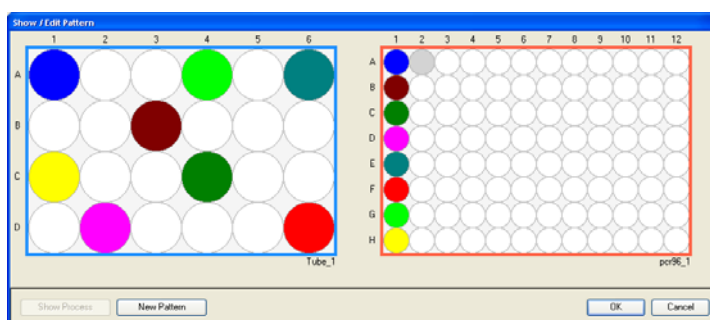 Show / Edit Pattern
1 2 3 4 5 6
A
B
C
D
Tube_1
1 2 3 4 5 6 7 8 9 10 11 12
A
B
C
D
E
F
G
H
pcr96_1
Show Process
New Pattern
OK
Cancel